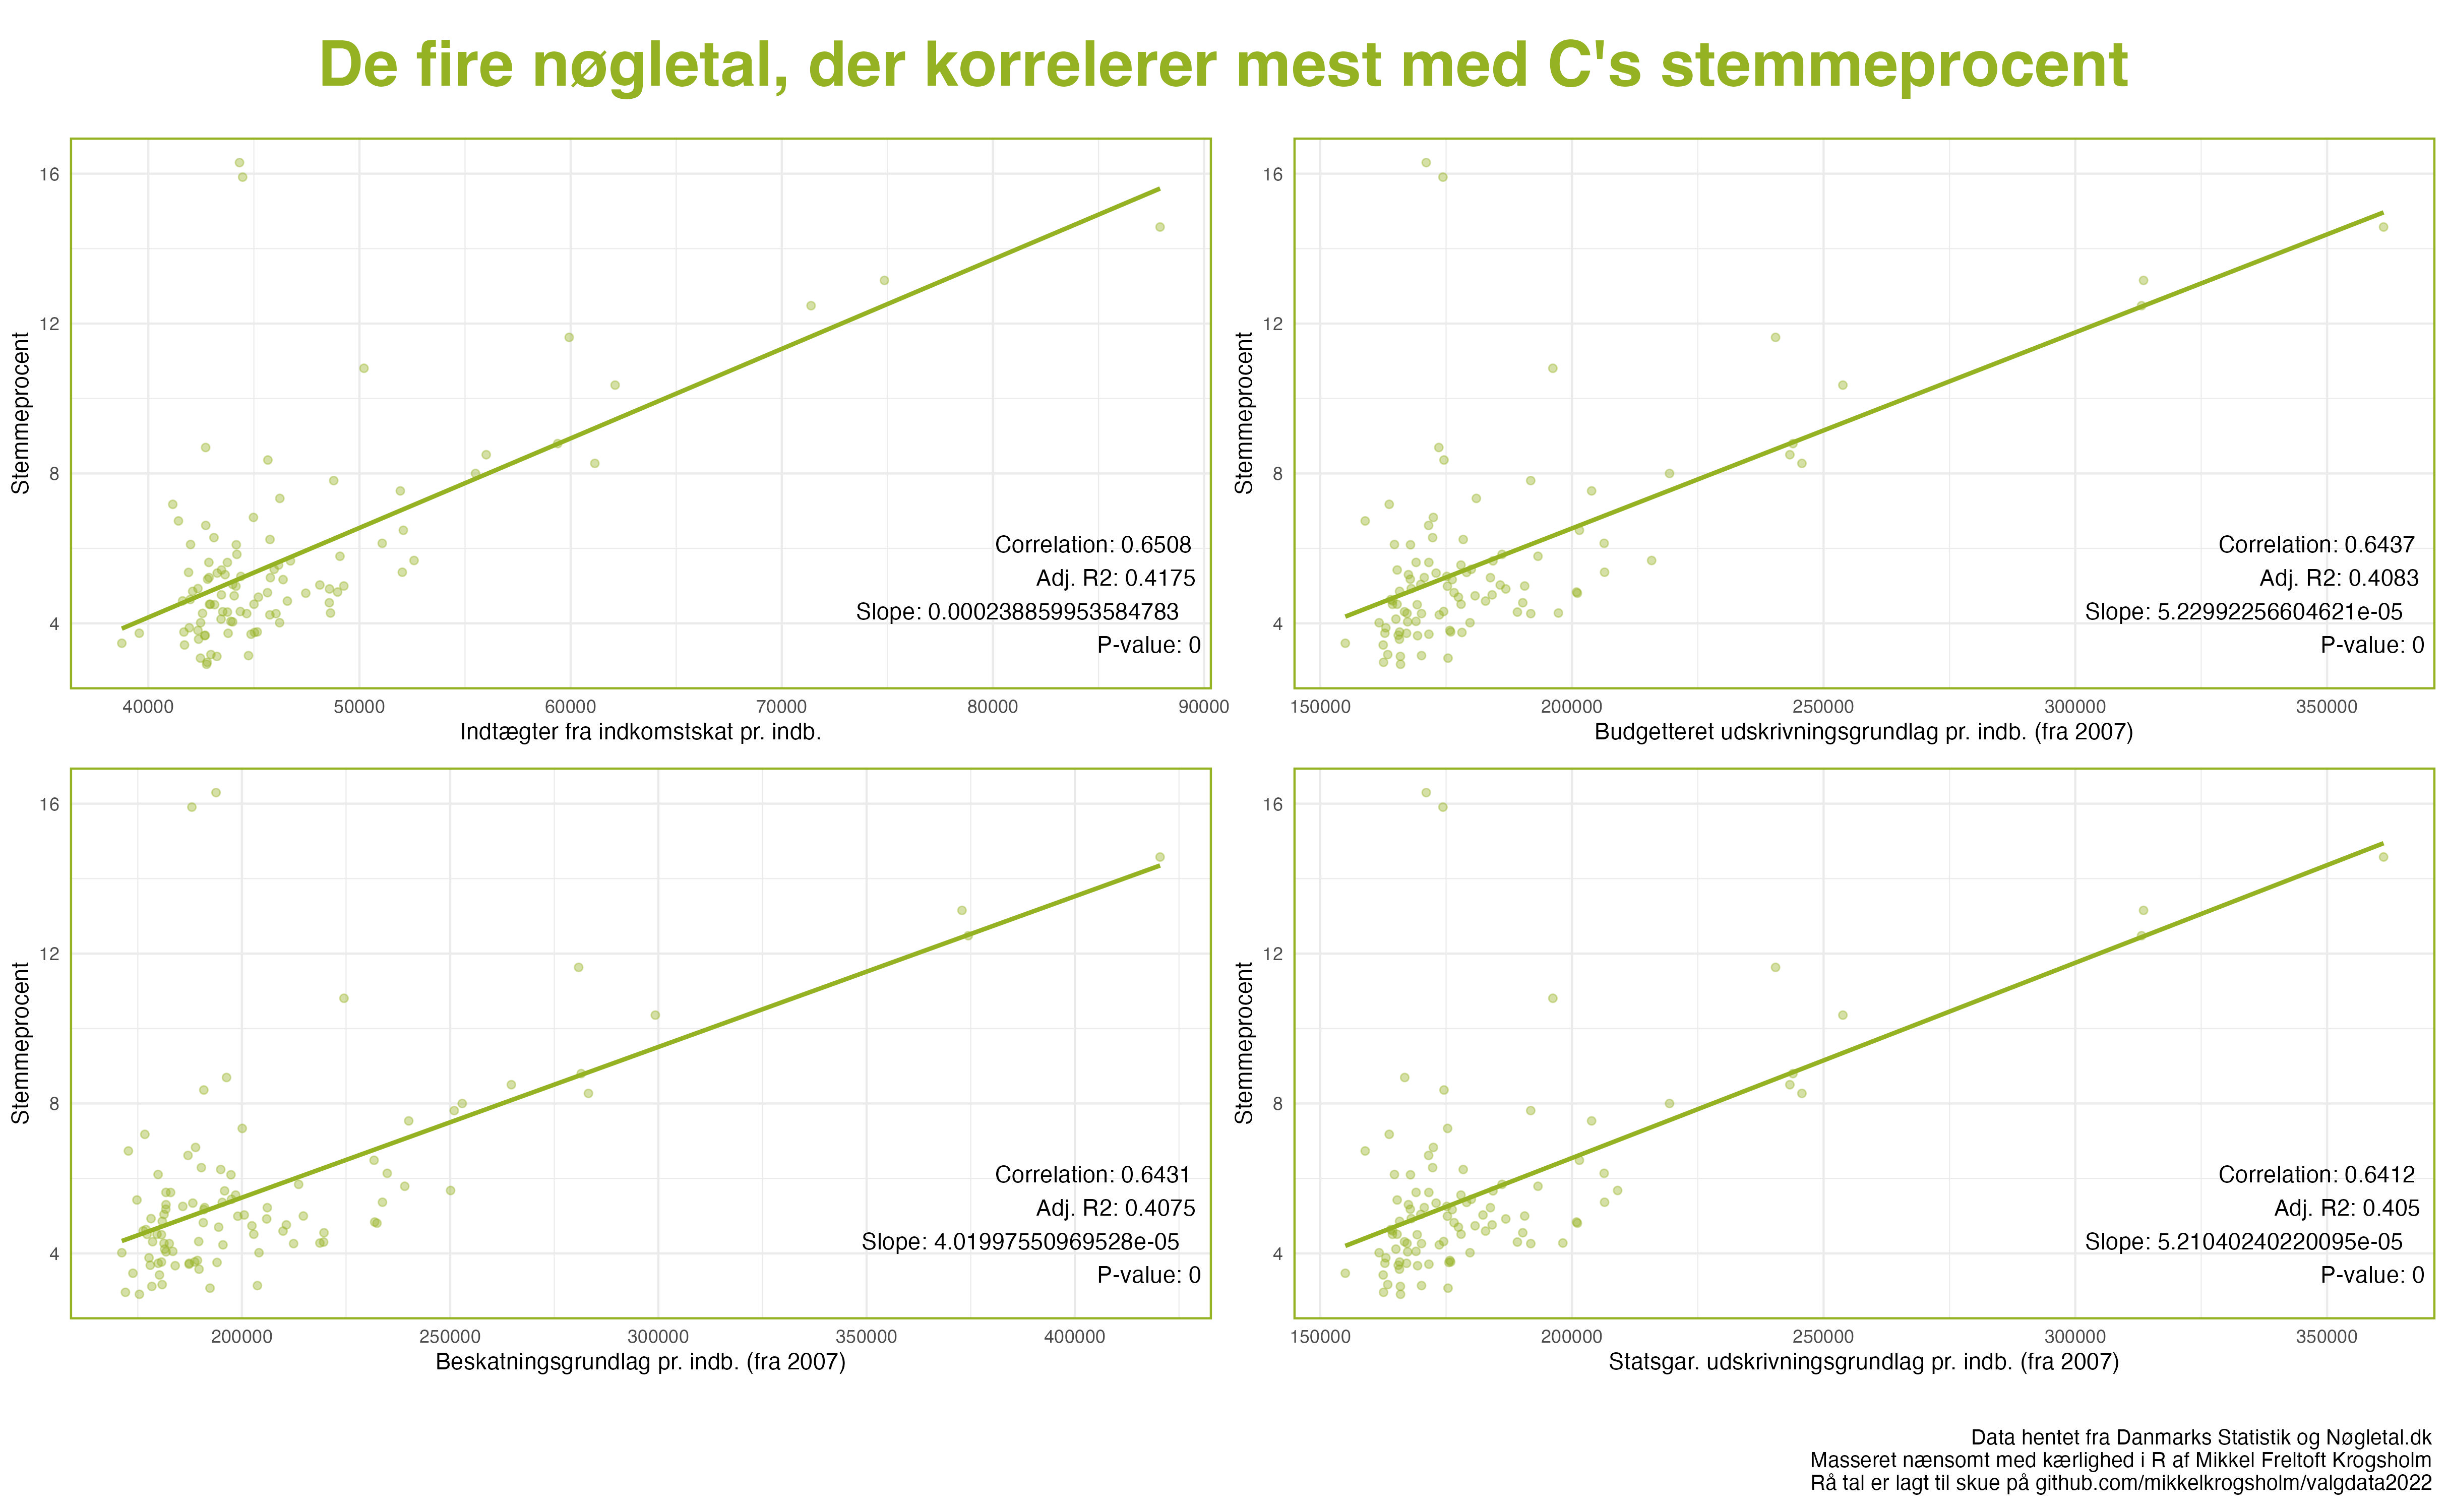 De fire nøgletal, der korrelerer mest med C's stemmeprocent
Stemmeprocent
16
12
8
4
Correlation: 0.6508
Adj. R2: 0.4175
Slope: 0.000238859953584783
P-value: 0
40000 50000 60000 70000 80000 90000
Indtægter fra indkomstskat pr. indb.
Stemmeprocent
16
12
8
4
Correlation: 0.6437
Adj. R2: 0.4083
Slope: 5.22992256604621e-05
P-value: 0
150000 200000 250000 300000 350000
Budgetteret udskrivningsgrundlag pr. indb. (fra 2007)
Stemmeprocent
16
12
8
4
Correlation: 0.6431
Adj. R2: 0.4075
Slope: 4.01997550969528e-05
P-value: 0
200000 250000 300000 350000 400000
Beskatningsgrundlag pr. indb. (fra 2007)
Stemmeprocent
16
12
8
4
Correlation: 0.6412
Adj. R2: 0.405
Slope: 5.21040240220095e-05
P-value: 0
150000 200000 250000 300000 350000
Statsgar. udskrivningsgrundlag pr. indb. (fra 2007)
Data hentet fra Danmarks Statistik og Nøgletal.dk
Masseret nænsomt med kærlighed i R af Mikkel Freltoft Krogsholm
Rå tal er lagt til skue på github.com/mikkelkrogsholm/valgdata2022